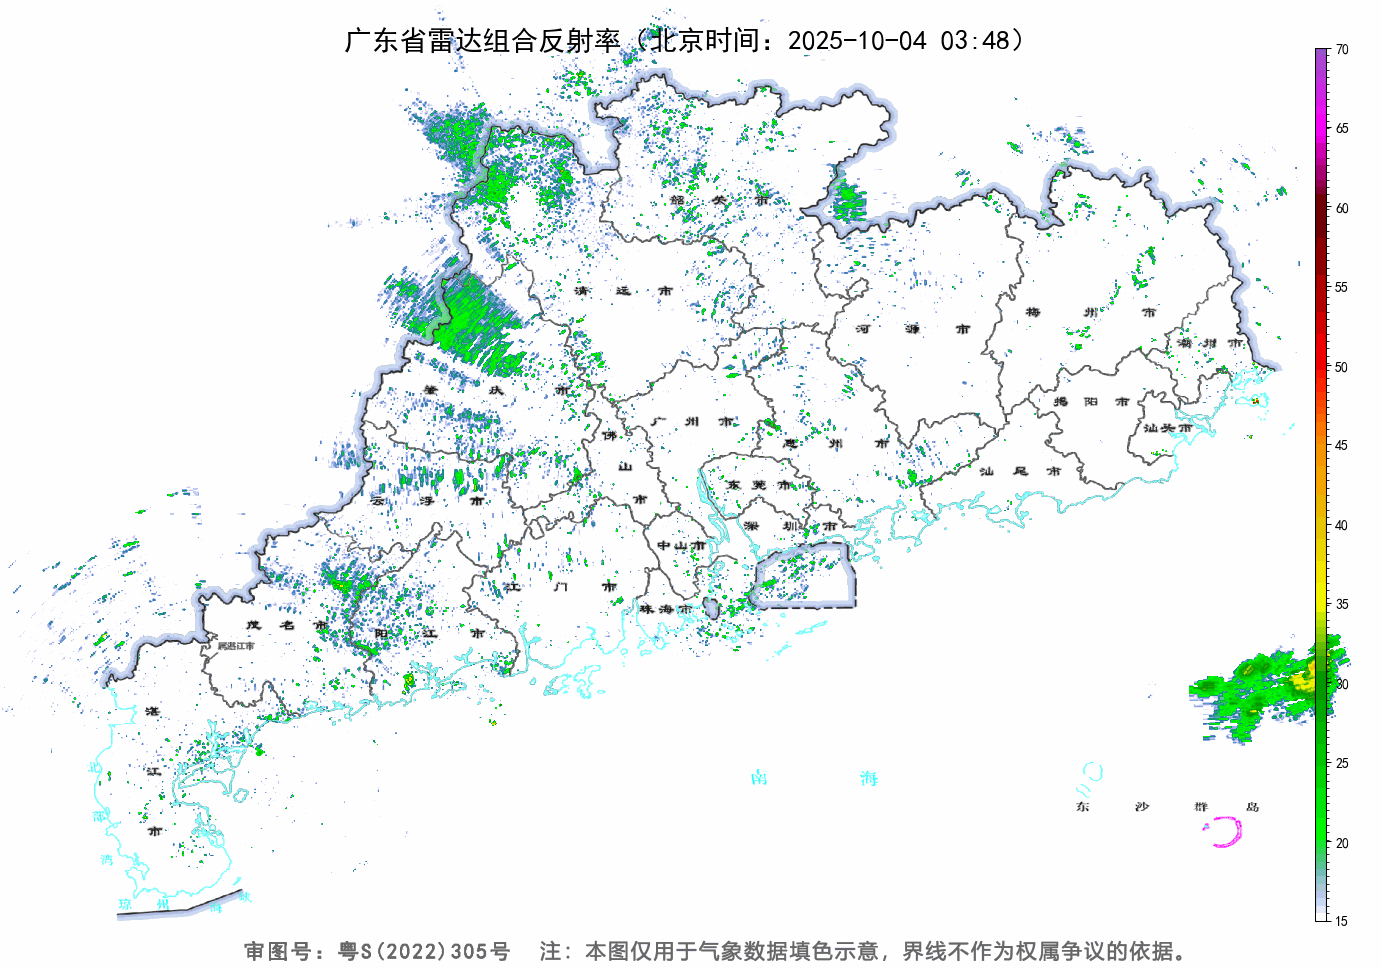 广东省雷达组合反射率（北京时间：2025-10-04 03:48）
70
65
60
55
50
45
40
35
30
25
20
15
韶关市
清远市
河源市
梅州市
潮州市
肇庆市
广州市
惠州市
揭阳市
汕头市
佛山市
云浮市
东莞市
汕尾市
深圳市
中山市
江门市
珠海市
茂名市
阳江市
属湛江市
湛江市
南海
东沙群岛
北部湾
琼州海峡
审图号：粤S(2022)305号 注：本图仅用于气象数据填色示意，界线不作为权属争议的依据。